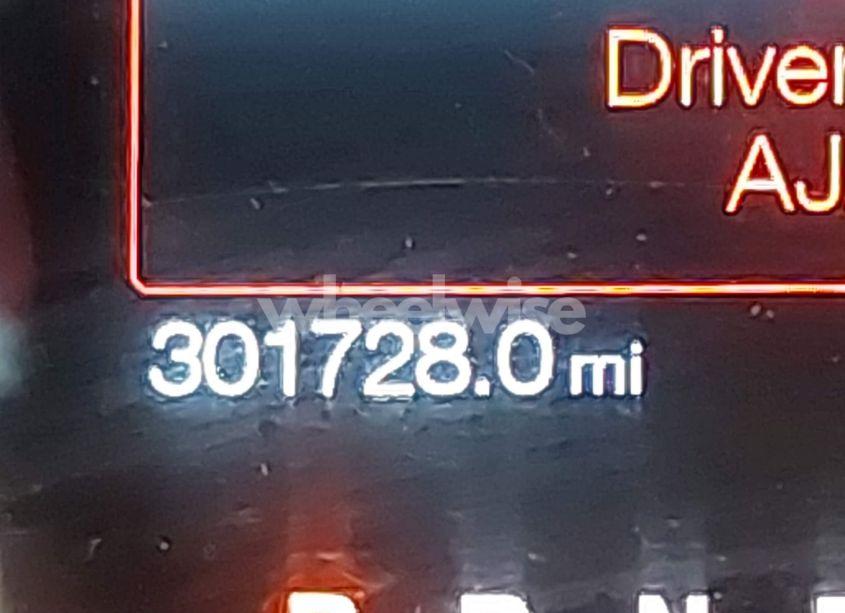 Driver
AJ
wheelwise
301728.0 mi